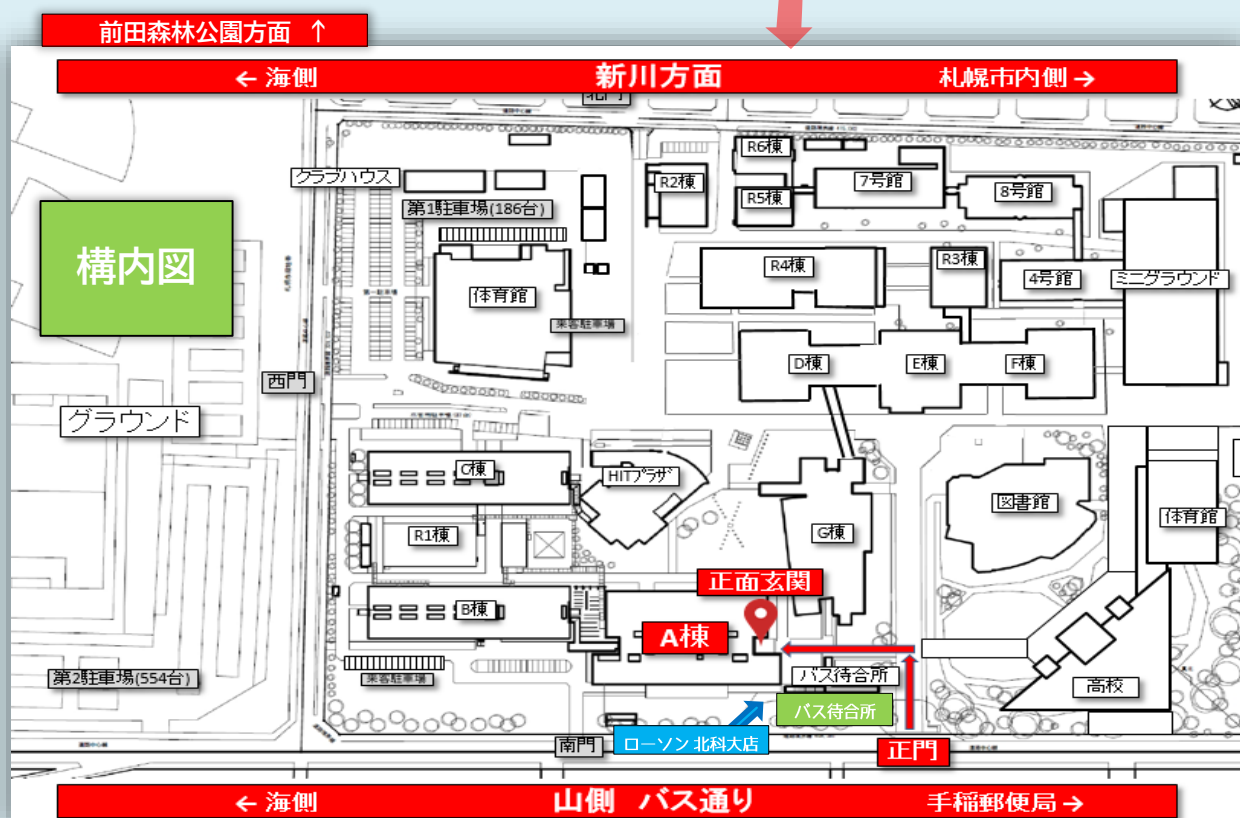 前田森林公園方面 ↑
← 海側
新川方面
札幌市内側 →
北門
クラブハウス
第1駐車場(186台)
R2棟
R6棟
R5棟
7号館
8号館
構内図
体育館
来客駐車場
R4棟
R3棟
4号館
ミニグラウンド
西門
D棟
E棟
F棟
グラウンド
C棟
HITプラザ
G棟
図書館
体育館
R1棟
正面玄関
B棟
A棟
第2駐車場(554台)
来客駐車場
バス待合所
高校
バス待合所
南門
ローソン 北科大店
正門
← 海側
山側 バス通り
手稲郵便局 →